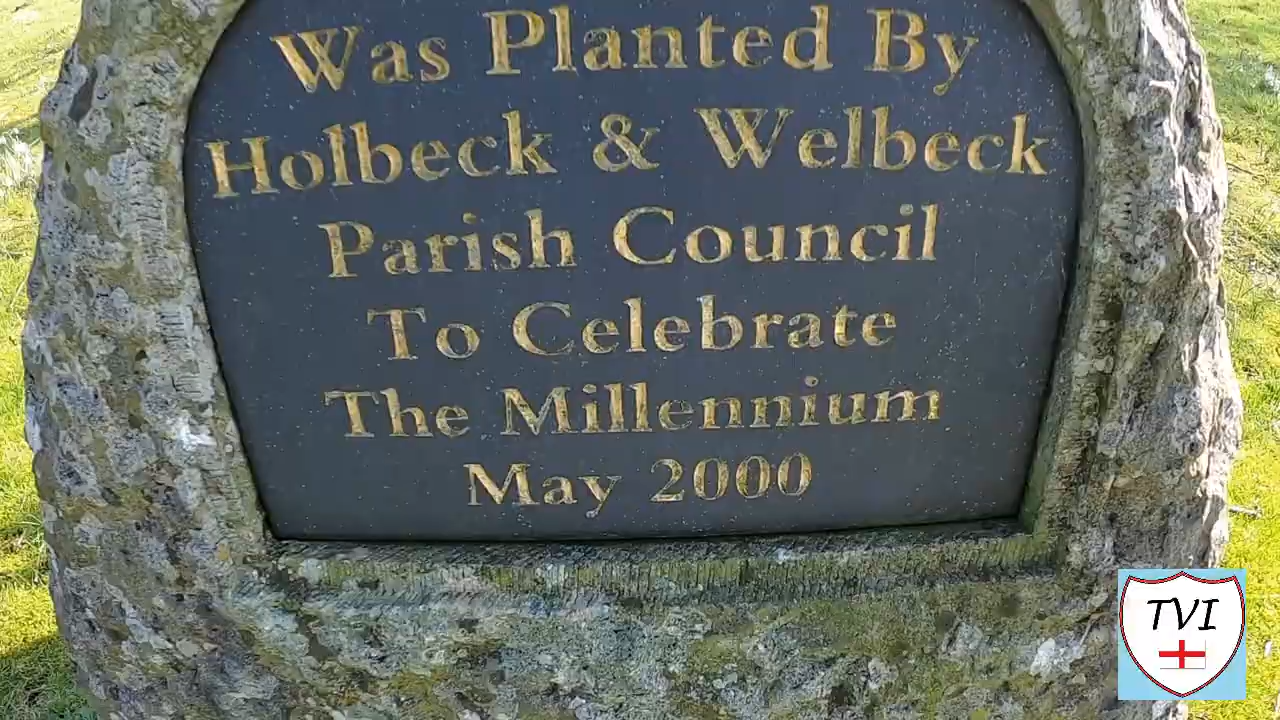 Was Planted By
Holbeck & Welbeck
Parish Council
To Celebrate
The Millennium
May 2000
TVI